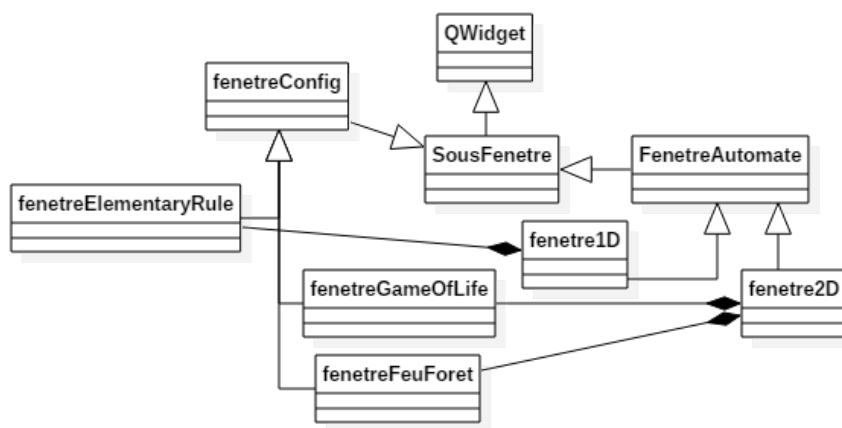 QWidget
fenetreConfig
SousFenetre
FenetreAutomate
fenetreElementaryRule
fenetre1D
fenetreGameOfLife
fenetre2D
fenetreFeuForet